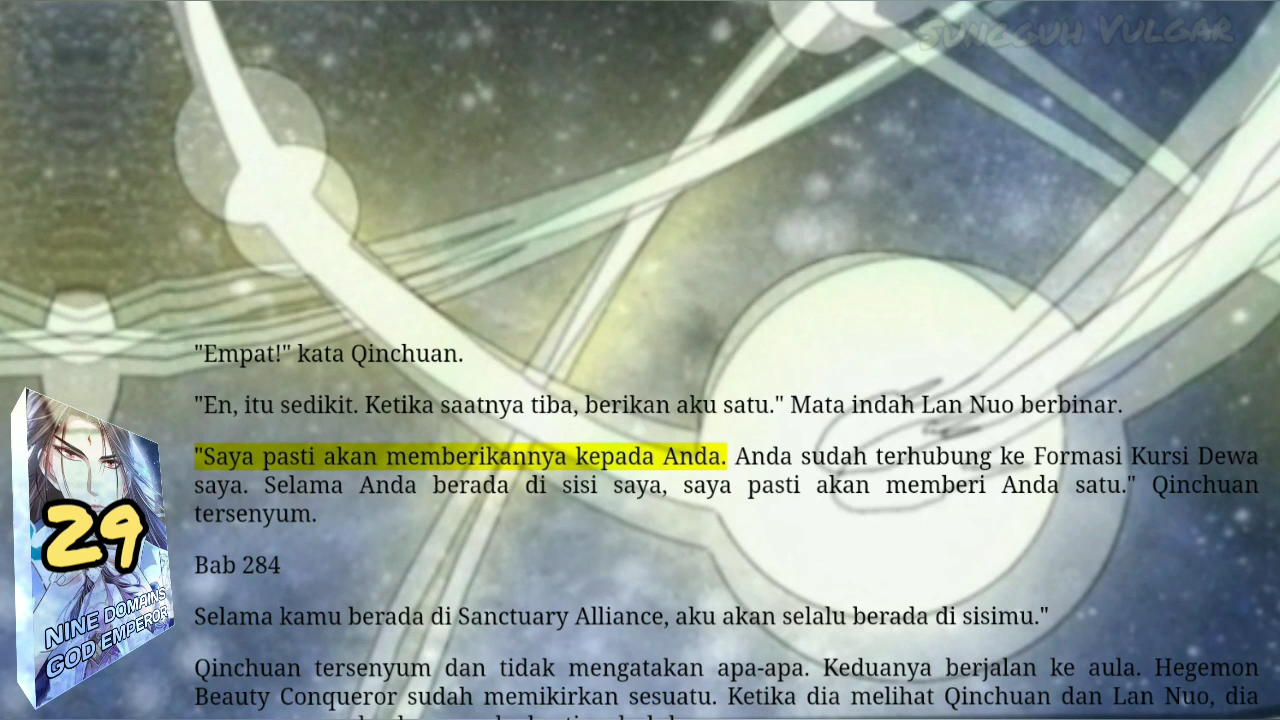 Sungguh Vulgar
"Empat!" kata Qinchuan.
"En, itu sedikit. Ketika saatnya tiba, berikan aku satu." Mata indah Lan Nuo berbinar.
"Saya pasti akan memberikannya kepada Anda. Anda sudah terhubung ke Formasi Kursi Dewa
saya. Selama Anda berada di sisi saya, saya pasti akan memberi Anda satu." Qinchuan
tersenyum.
Bab 284
Selama kamu berada di Sanctuary Alliance, aku akan selalu berada di sisimu."
Qinchuan tersenyum dan tidak mengatakan apa-apa. Keduanya berjalan ke aula. Hegemon
Beauty Conqueror sudah memikirkan sesuatu. Ketika dia melihat Qinchuan dan Lan Nuo, dia
29
NINE DOMAINS
GOD EMPEROR